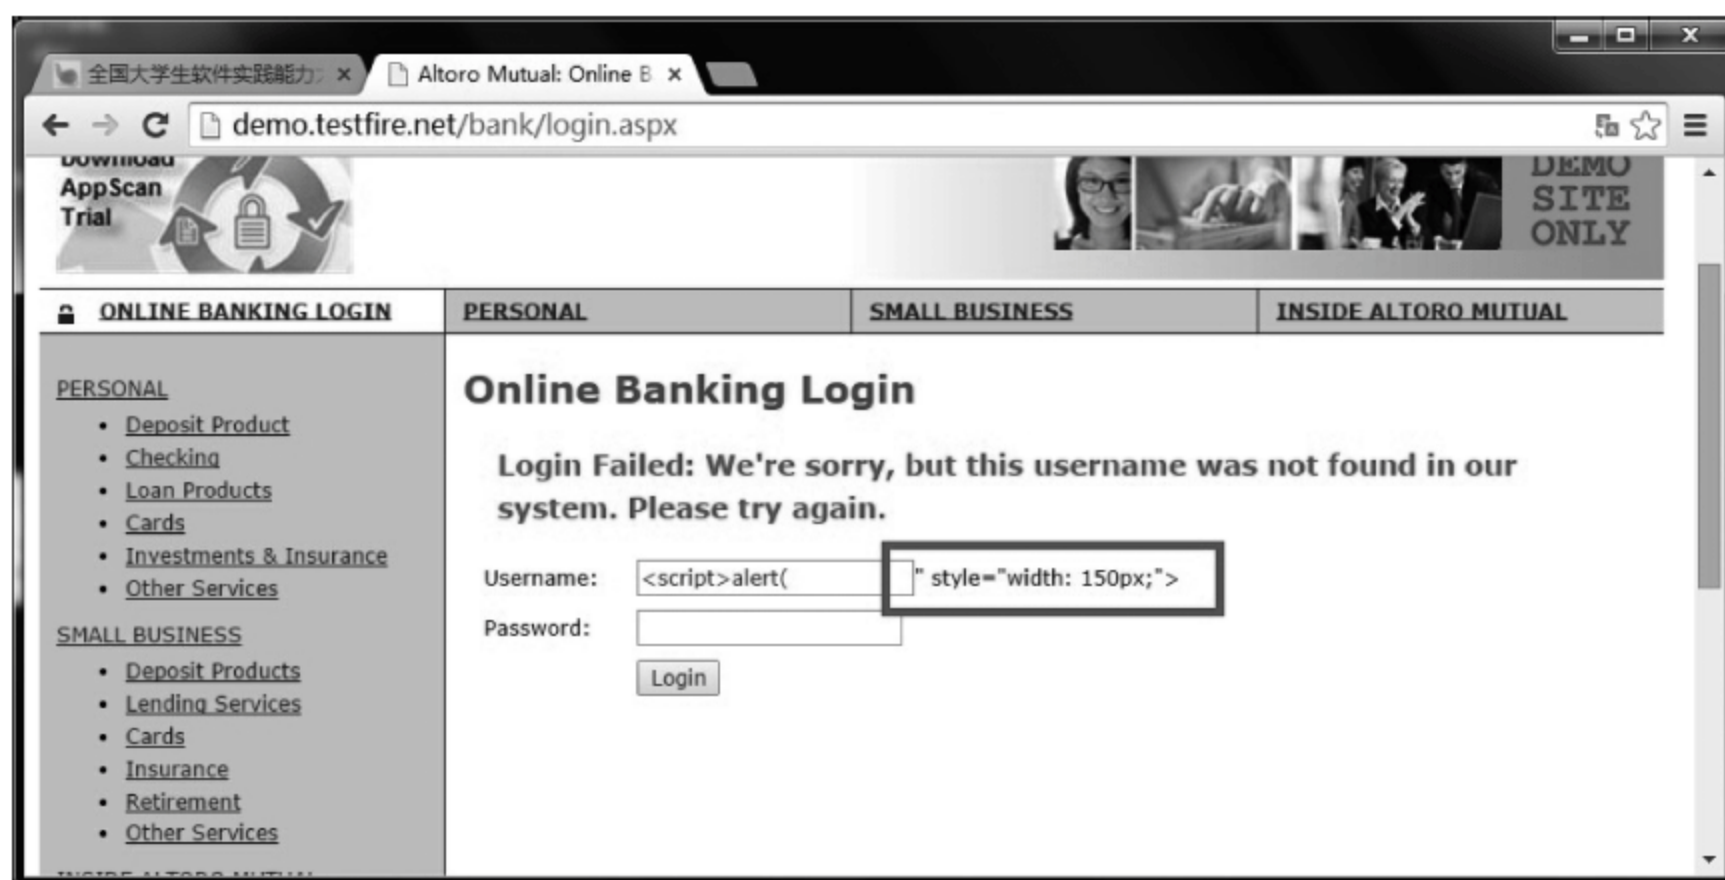 全国大学生软件实践能力
Altoro Mutual: Online B
demo.testfire.net/bank/login.aspx
Download
AppScan
Trial
DEMO
SITE
ONLY
ONLINE BANKING LOGIN
PERSONAL
SMALL BUSINESS
INSIDE ALTORO MUTUAL
PERSONAL
• Deposit Product
• Checking
• Loan Products
• Cards
• Investments & Insurance
• Other Services
SMALL BUSINESS
• Deposit Products
• Lending Services
• Cards
• Insurance
• Retirement
• Other Services
INSIDE ALTORO MUTUAL
Online Banking Login
Login Failed: We're sorry, but this username was not found in our
system. Please try again.
Username: <script>alert( " style="width: 150px;">
Password:
Login